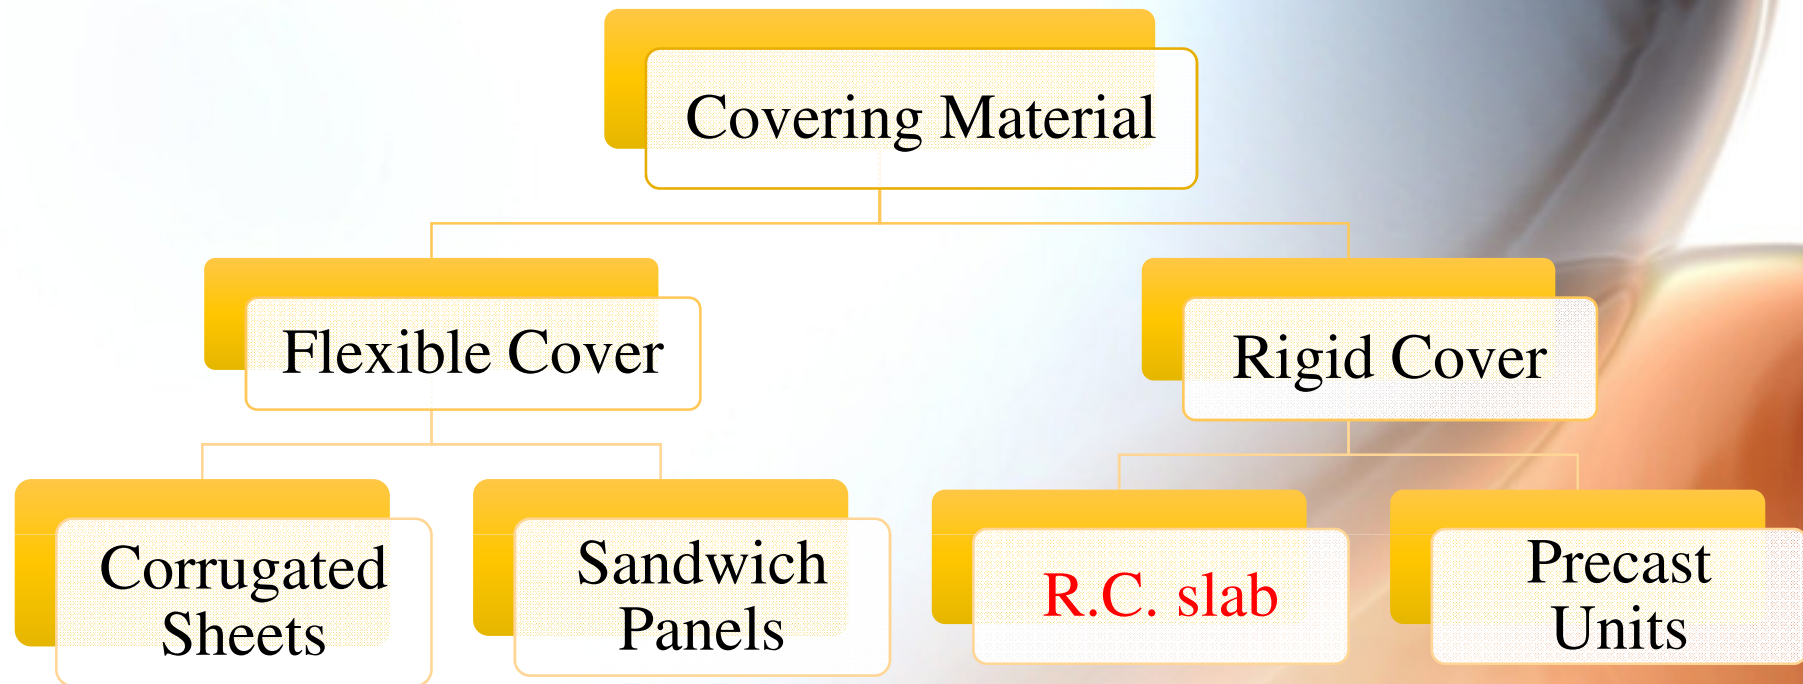 Covering Material
Flexible Cover
Rigid Cover
Corrugated
Sheets
Sandwich
Panels
R.C. slab
Precast
Units